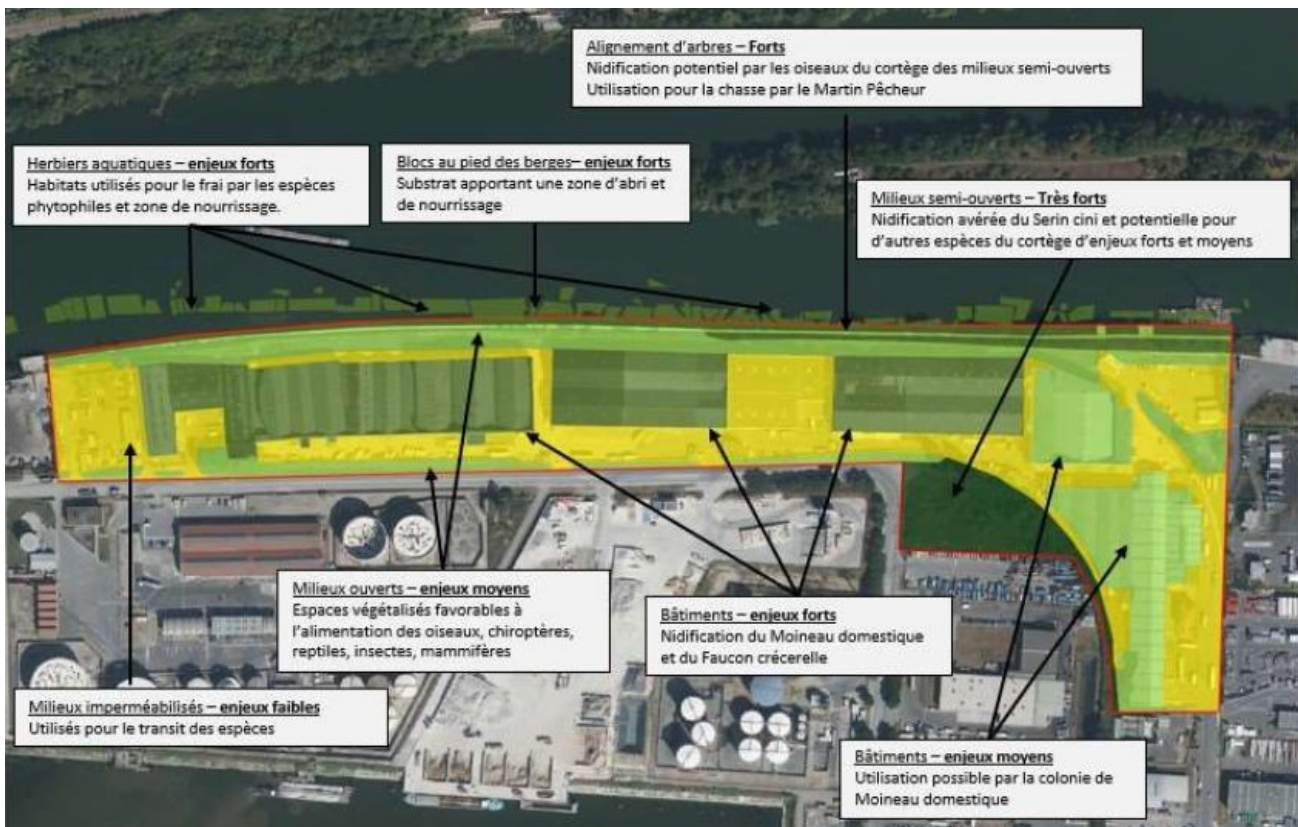 Alignement d'arbres – Forts
Nidification potentiel par les oiseaux du cortège des milieux semi-ouverts
Utilisation pour la chasse par le Martin Pêcheur
Herbiers aquatiques – enjeux forts
Habitats utilisés pour le frai par les espèces
phytophiles et zone de nourrissage.
Blocs au pied des berges– enjeux forts
Substrat apportant une zone d'abri et
de nourrissage
Milieux semi-ouverts – Très forts
Nidification avérée du Serin cini et potentielle pour
d'autres espèces du cortège d'enjeux forts et moyens
Milieux ouverts – enjeux moyens
Espaces végétalisés favorables à
l'alimentation des oiseaux, chiroptères,
reptiles, insectes, mammifères
Bâtiments – enjeux forts
Nidification du Moineau domestique
et du Faucon crécerelle
Milieux imperméabilisés – enjeux faibles
Utilisés pour le transit des espèces
Bâtiments – enjeux moyens
Utilisation possible par la colonie de
Moineau domestique